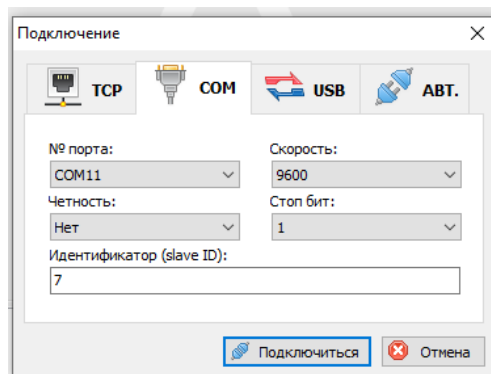 Подключение
TCP COM USB АВТ.
№ порта: Скорость:
COM11 9600
Четность: Стоп бит:
Нет 1
Идентификатор (slave ID):
7
Подключиться Отмена